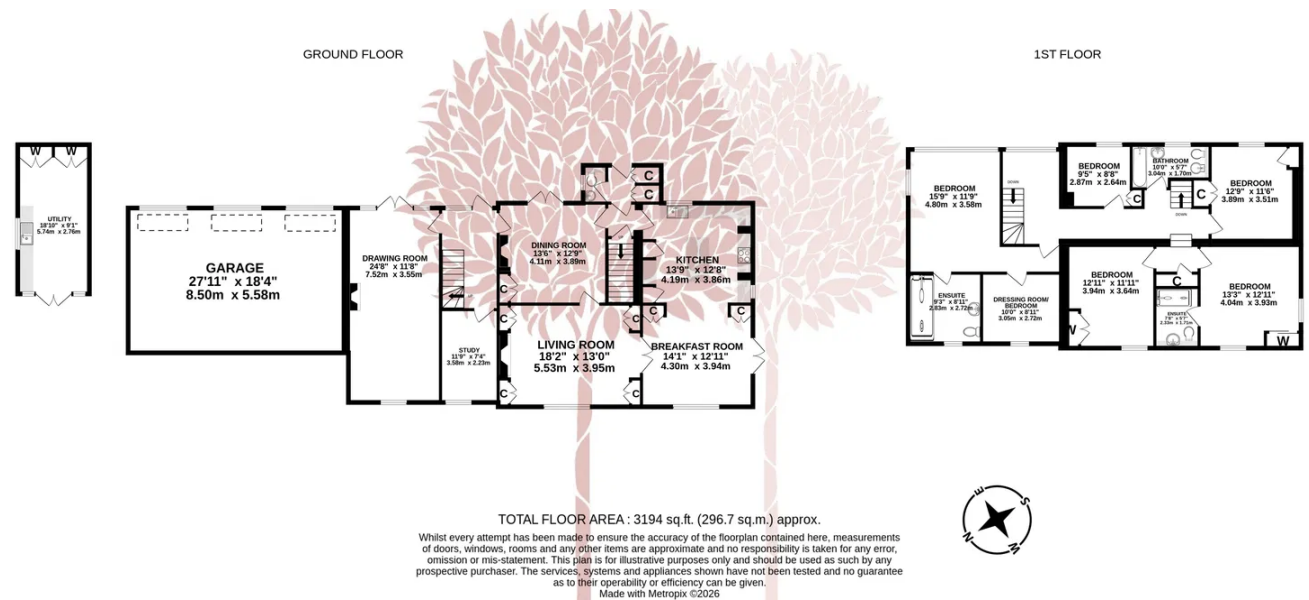 GROUND FLOOR
1ST FLOOR
W W
UTILITY
18'10" x 9'1"
5.74m x 2.76m
GARAGE
27'11" x 18'4"
8.50m x 5.58m
DRAWING ROOM
24'8" x 11'8"
7.52m x 3.55m
STUDY
11'9" x 7'4"
3.58m x 2.23m
DINING ROOM
13'6" x 12'9"
4.11m x 3.89m
C
C
C
KITCHEN
13'9" x 12'8"
4.19m x 3.86m
LIVING ROOM
18'2" x 13'0"
5.53m x 3.95m
C
C
C
C
BREAKFAST ROOM
14'1" x 12'11"
4.30m x 3.94m
C
C
BEDROOM
15'9" x 11'9"
4.80m x 3.58m
DOWN
BEDROOM
9'5" x 8'8"
2.87m x 2.64m
C
BATHROOM
10'0" x 5'7"
3.04m x 1.70m
DOWN
C
BEDROOM
12'9" x 11'6"
3.89m x 3.51m
ENSUITE
9'3" x 8'11"
2.83m x 2.72m
DRESSING ROOM/
BEDROOM
10'0" x 8'11"
3.05m x 2.72m
BEDROOM
12'11" x 11'11"
3.94m x 3.64m
W
C
ENSUITE
7'8" x 5'7"
2.33m x 1.71m
BEDROOM
13'3" x 12'11"
4.04m x 3.93m
W
E
S
N
W
TOTAL FLOOR AREA : 3194 sq.ft. (296.7 sq.m.) approx.
Whilst every attempt has been made to ensure the accuracy of the floorplan contained here, measurements
of doors, windows, rooms and any other items are approximate and no responsibility is taken for any error,
omission or mis-statement. This plan is for illustrative purposes only and should be used as such by any
prospective purchaser. The services, systems and appliances shown have not been tested and no guarantee
as to their operability or efficiency can be given.
Made with Metropix ©2026